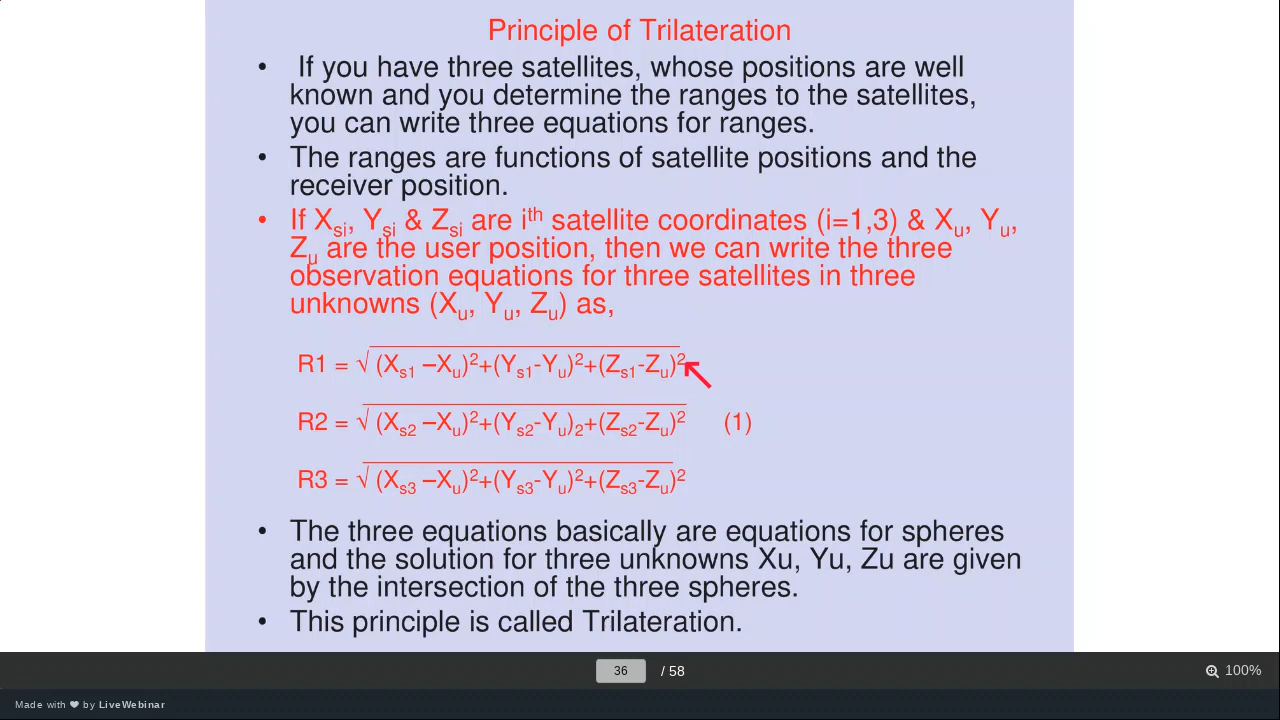 Principle of Trilateration
• If you have three satellites, whose positions are well
known and you determine the ranges to the satellites,
you can write three equations for ranges.
• The ranges are functions of satellite positions and the
receiver position.
• If Xsi, Ysi & Zsi are ith satellite coordinates (i=1,3) & Xu, Yu,
Zu are the user position, then we can write the three
observation equations for three satellites in three
unknowns (Xu, Yu, Zu) as,
R1 = √ (Xs1 –Xu)²+(Ys1-Yu)²+(Zs1-Zu)²
R2 = √ (Xs2 –Xu)²+(Ys2-Yu)₂+(Zs2-Zu)² (1)
R3 = √ (Xs3 –Xu)²+(Ys3-Yu)²+(Zs3-Zu)²
• The three equations basically are equations for spheres
and the solution for three unknowns Xu, Yu, Zu are given
by the intersection of the three spheres.
• This principle is called Trilateration.
36 / 58
100%
Made with ❤ by LiveWebinar